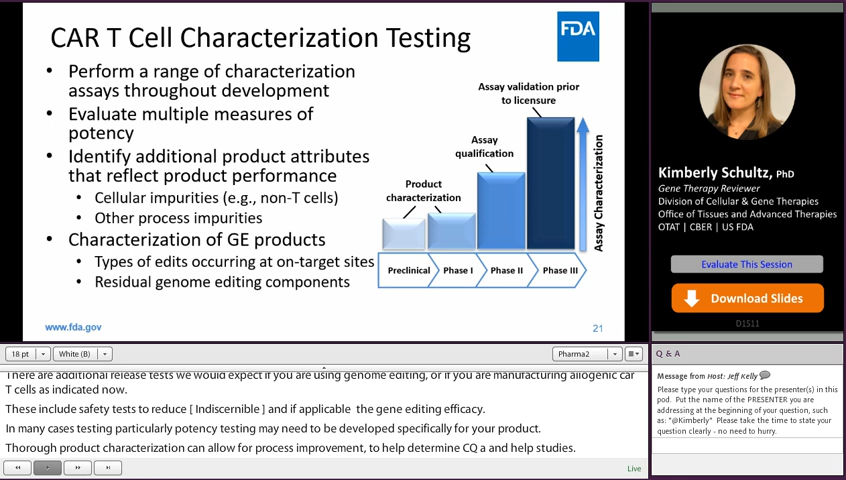 CAR T Cell Characterization Testing
FDA
• Perform a range of characterization
assays throughout development
• Evaluate multiple measures of
potency
• Identify additional product attributes
that reflect product performance
• Cellular impurities (e.g., non-T cells)
• Other process impurities
• Characterization of GE products
• Types of edits occurring at on-target sites
• Residual genome editing components
Assay validation prior
to licensure
Assay
qualification
Product
characterization
Assay Characterization
Preclinical
Phase I
Phase II
Phase III
www.fda.gov
21
Kimberly Schultz, PhD
Gene Therapy Reviewer
Division of Cellular & Gene Therapies
Office of Tissues and Advanced Therapies
OTAT | CBER | US FDA
Evaluate This Session
Download Slides
D1511
18 pt
White (B)
Pharma2
There are additional release tests we would expect if you are using genome editing, or if you are manufacturing allogenic car
T cells as indicated now.
These include safety tests to reduce [ Indiscernible ] and if applicable the gene editing efficacy.
In many cases testing particularly potency testing may need to be developed specifically for your product.
Thorough product characterization can allow for process improvement, to help determine CQ a and help studies.
Live
Q & A
Message from Host: Jeff Kelly
Please type your questions for the presenter(s) in this
pod. Put the name of the PRESENTER you are
addressing at the beginning of your question, such
as: "@Kimberly" Please take the time to state your
question clearly - no need to hurry.